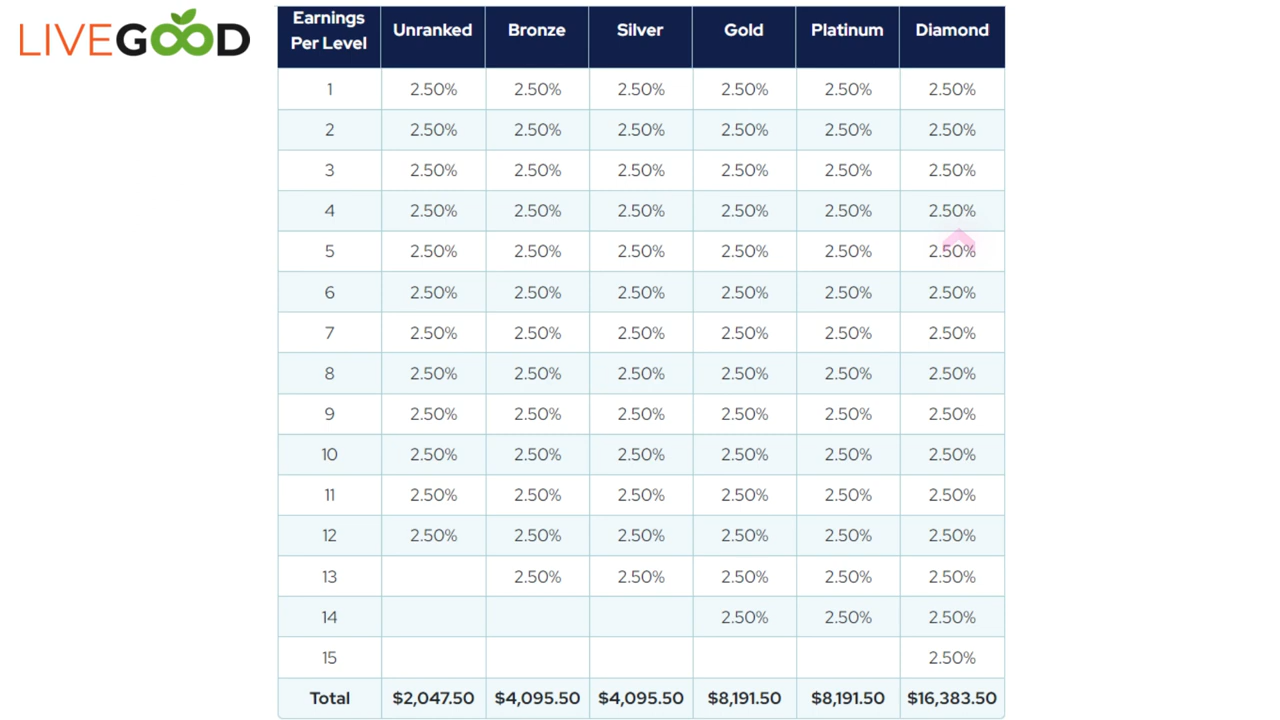 LIVEGOOD
Earnings Per Level Unranked Bronze Silver Gold Platinum Diamond
1 2.50% 2.50% 2.50% 2.50% 2.50% 2.50%
2 2.50% 2.50% 2.50% 2.50% 2.50% 2.50%
3 2.50% 2.50% 2.50% 2.50% 2.50% 2.50%
4 2.50% 2.50% 2.50% 2.50% 2.50% 2.50%
5 2.50% 2.50% 2.50% 2.50% 2.50% 2.50%
6 2.50% 2.50% 2.50% 2.50% 2.50% 2.50%
7 2.50% 2.50% 2.50% 2.50% 2.50% 2.50%
8 2.50% 2.50% 2.50% 2.50% 2.50% 2.50%
9 2.50% 2.50% 2.50% 2.50% 2.50% 2.50%
10 2.50% 2.50% 2.50% 2.50% 2.50% 2.50%
11 2.50% 2.50% 2.50% 2.50% 2.50% 2.50%
12 2.50% 2.50% 2.50% 2.50% 2.50% 2.50%
13 2.50% 2.50% 2.50% 2.50% 2.50%
14 2.50% 2.50% 2.50%
15 2.50%
Total $2,047.50 $4,095.50 $4,095.50 $8,191.50 $8,191.50 $16,383.50